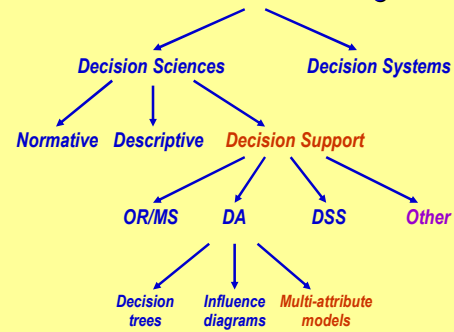 Decision Sciences Decision Systems
Normative Descriptive Decision Support
OR/MS DA DSS Other
Decision trees
Influence diagrams
Multi-attribute models